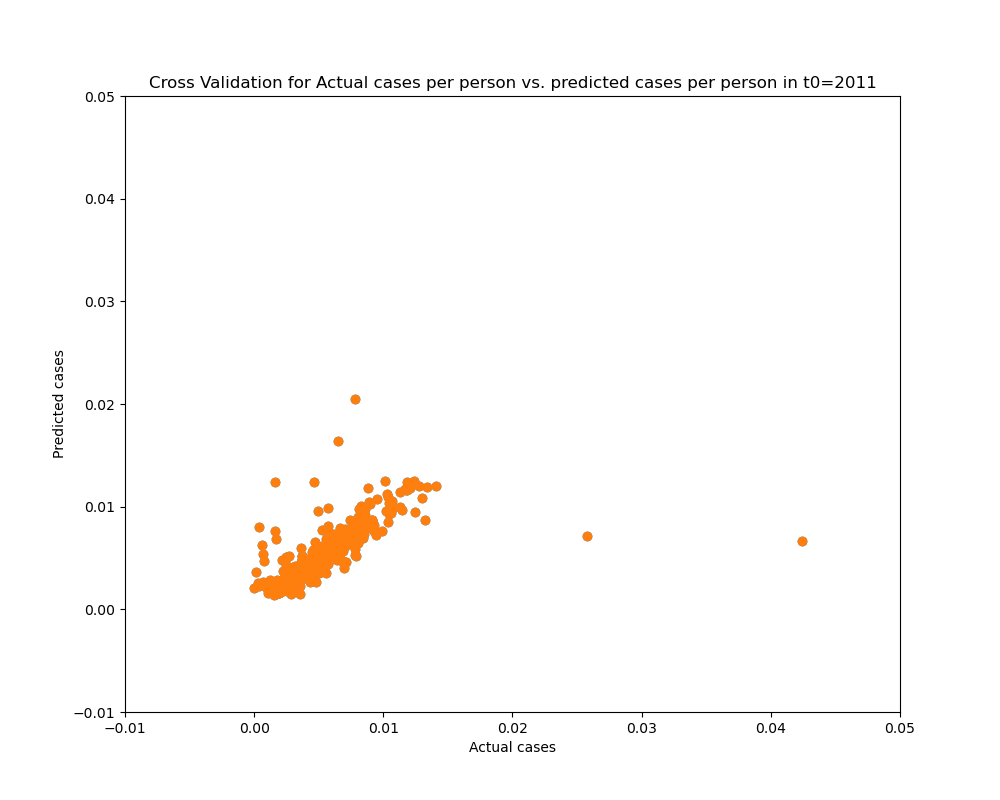 Cross Validation for Actual cases per person vs. predicted cases per person in t0=2011
0.05
0.04
0.03
0.02
0.01
0.00
−0.01
Predicted cases
−0.01 0.00 0.01 0.02 0.03 0.04 0.05
Actual cases